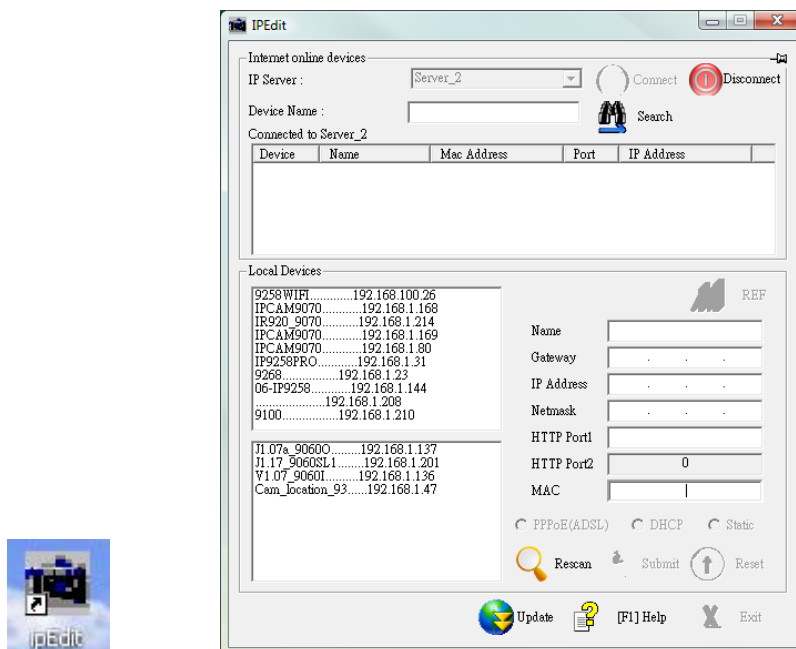 IPEdit
Internet online devices
IP Server : Server_2 Connect Disconnect
Device Name : Search
Connected to Server_2
Device Name Mac Address Port IP Address
Local Devices
9258WIFI.............192.168.100.26
IPCAM9070............192.168.1.168
IR920_9070............192.168.1.214
IPCAM9070............192.168.1.169
IPCAM9070............192.168.1.80
IP9258PRO............192.168.1.31
9268.....................192.168.1.23
06-IP9258............192.168.1.144
.....................192.168.1.208
9100.................192.168.1.210
J1.07a_9060O.........192.168.1.137
J1.17_9060SL1........192.168.1.201
V1.07_9060I..........192.168.1.136
Cam_location_93......192.168.1.47
REF
Name
Gateway . . .
IP Address . . .
Netmask . . .
HTTP Port1
HTTP Port2 0
MAC
PPPoE(ADSL) DHCP Static
Rescan Submit Reset
Update [F1] Help Exit
ipEdit